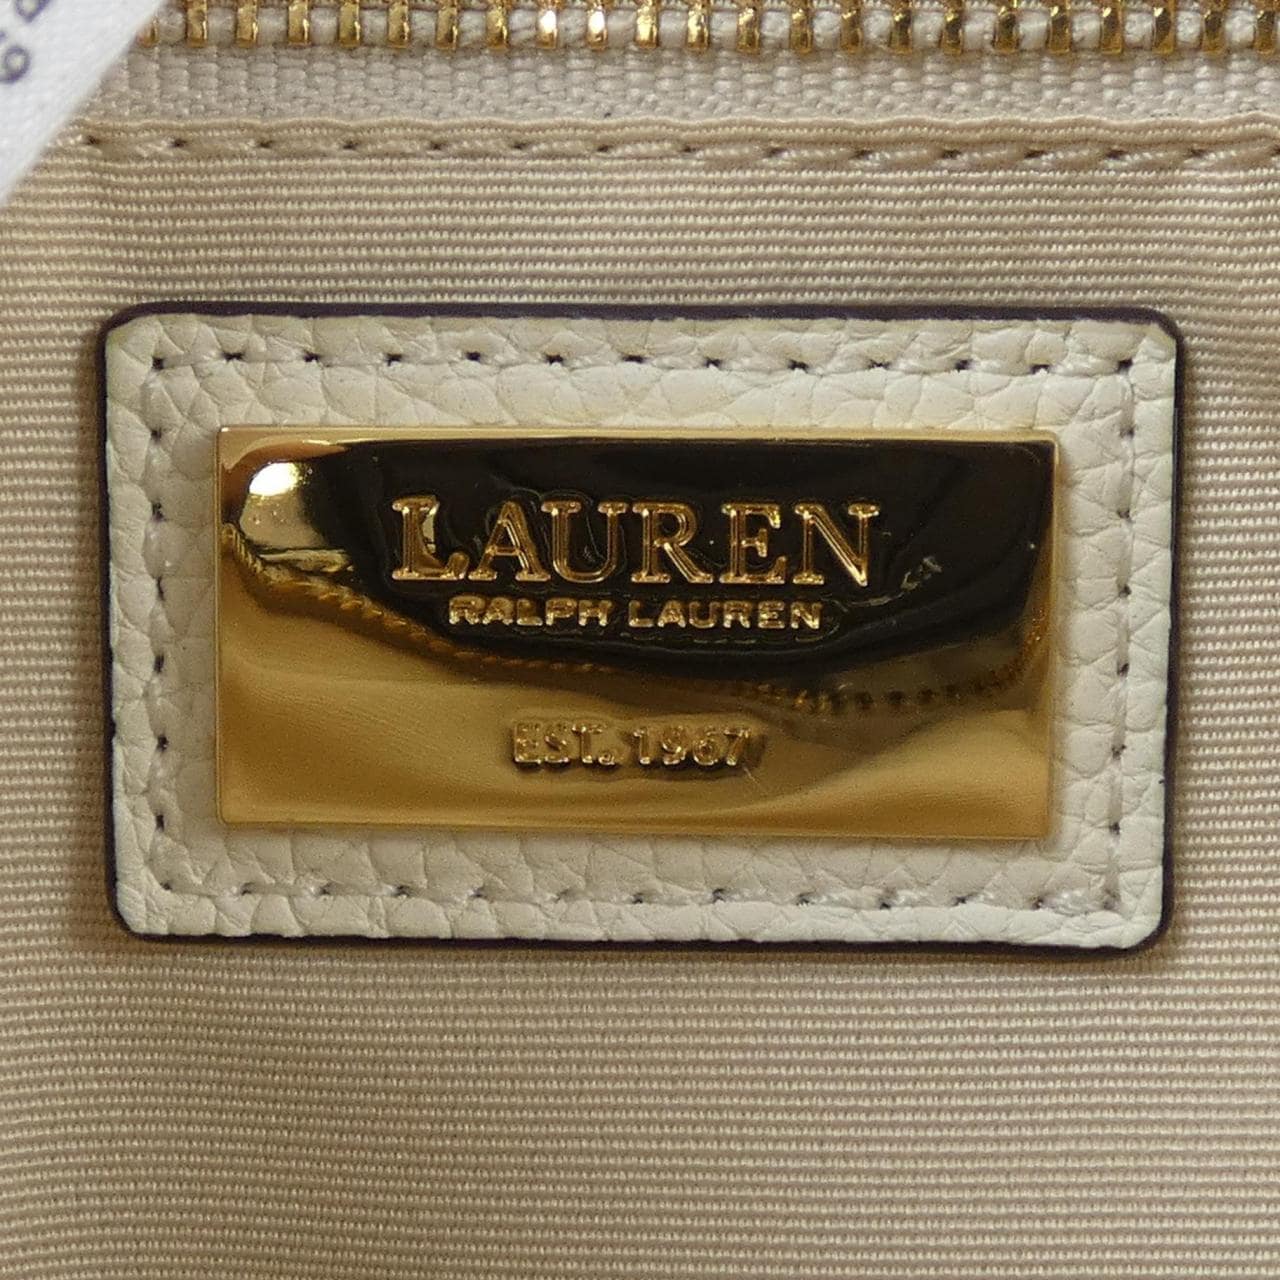 LAUREN
RALPH LAUREN
EST. 1967